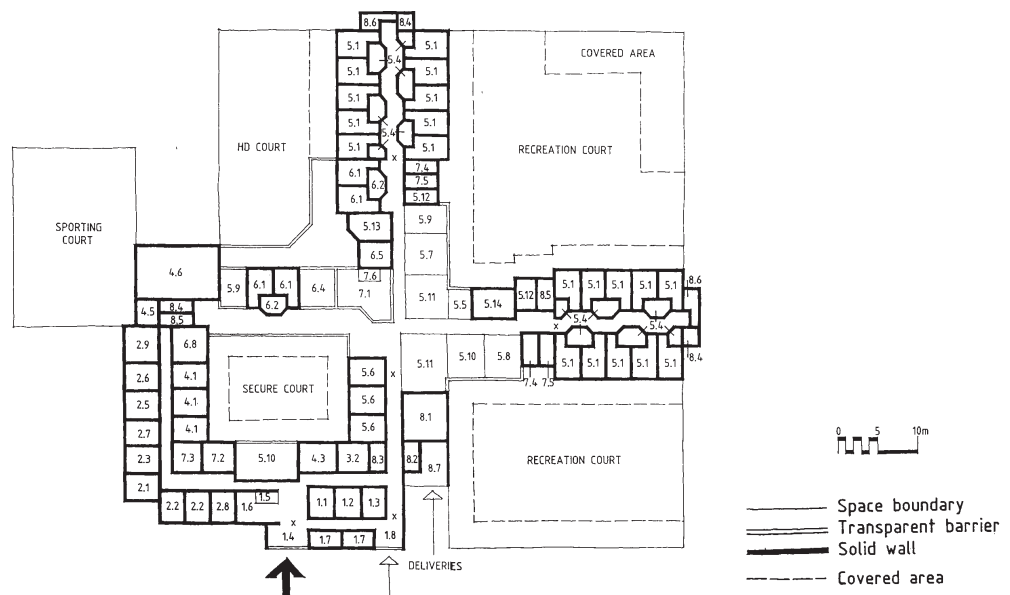 8.6 8.4
5.1 5.1
5.4
COVERED AREA
5.1 5.1
5.1 5.1
5.1 5.4 5.1
HD COURT
RECREATION COURT
5.1 5.1
x
6.1 7.4
6.2 7.5
6.1 5.12
SPORTING
COURT
5.13 5.9
6.5 5.7
4.6
7.6
5.9 6.1 6.1 6.4 7.1
6.2
5.11 5.5 5.14 5.12 8.5 5.1 5.1 5.1 5.1 5.1 8.6
4.5 8.4
8.5
x 5.4 5.4
2.9 6.8
5.11 5.10 5.8
5.1 5.1 5.1 5.1 5.1 8.4
7.4 7.5
2.6 4.1
SECURE COURT
5.6 x
2.5 4.1
5.6
2.7 4.1
5.6 8.1
2.3 7.3 7.2 5.10 4.3 3.2 8.3 8.2 8.7
RECREATION COURT
2.1
2.2 2.2 2.8 1.6 1.5 1.1 1.2 1.3
x x
1.4 1.7 1.7 1.8
DELIVERIES
0 5 10m
Space boundary
Transparent barrier
Solid wall
Covered area